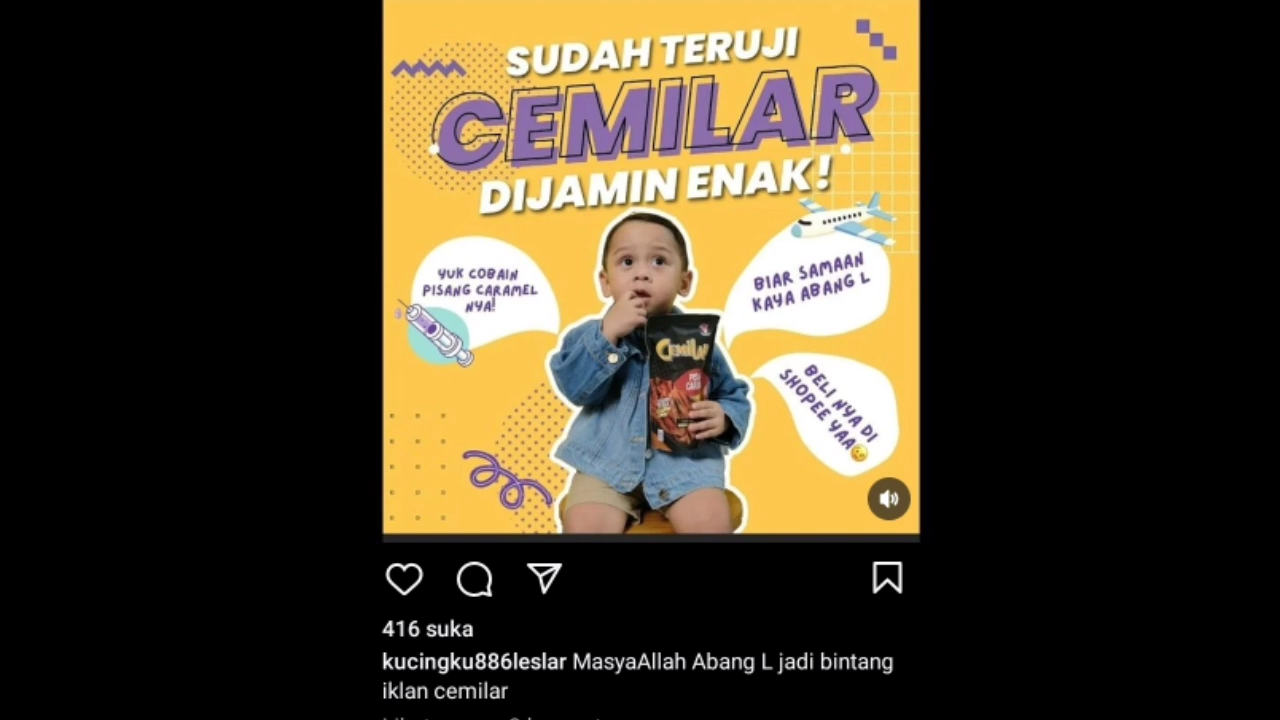 SUDAH TERUJI
CEMILAR
DIJAMIN ENAK!
YUK COBAIN
PISANG CARAMEL
NYA!
BIAR SAMAAN
KAYA ABANG L
BELI NYA DI
SHOPEE YAA😘
CEMILAR
416 suka
kucingku886leslar MasyaAllah Abang L jadi bintang
iklan cemilar